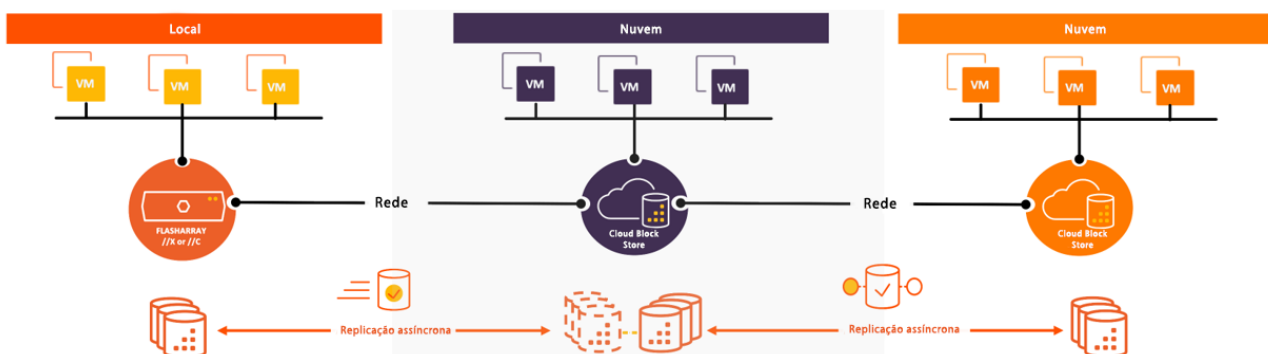 Local
Nuvem
Nuvem
VM
VM
VM
VM
VM
VM
VM
VM
VM
Rede
Rede
FLASHARRAY
//X or //C
Cloud Block
Store
Cloud Block
Store
Replicação assíncrona
Replicação assíncrona